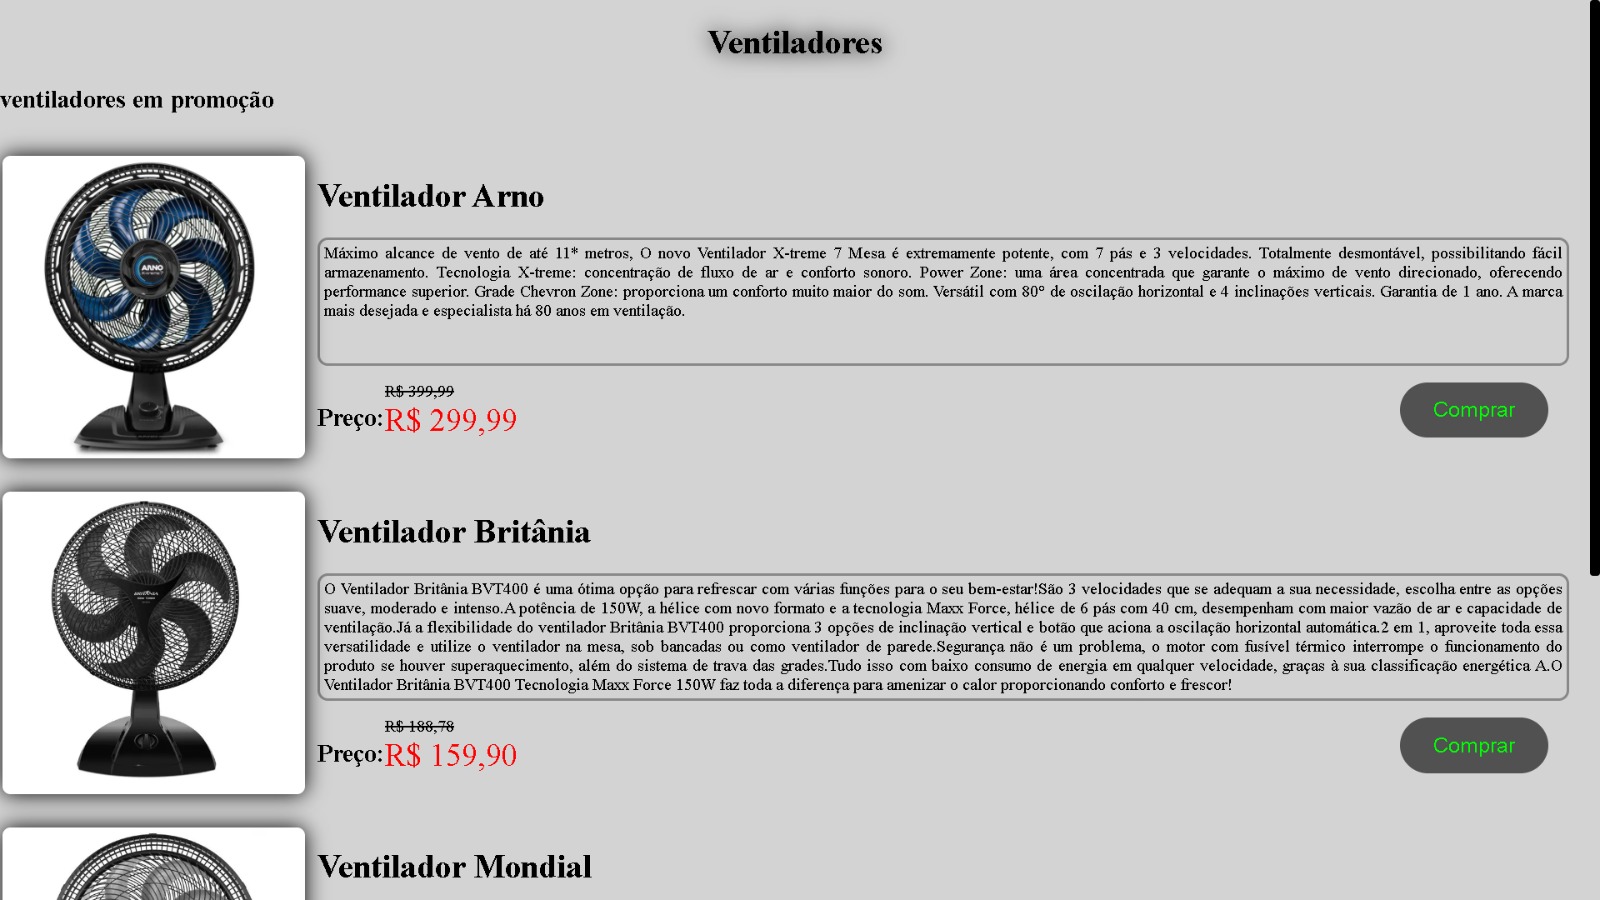 Ventiladores
ventiladores em promoção
ARNO
Ventilador Arno
Máximo alcance de vento de até 11* metros, O novo Ventilador X-treme 7 Mesa é extremamente potente, com 7 pás e 3 velocidades. Totalmente desmontável, possibilitando fácil
armazenamento. Tecnologia X-treme: concentração de fluxo de ar e conforto sonoro. Power Zone: uma área concentrada que garante o máximo de vento direcionado, oferecendo
performance superior. Grade Chevron Zone: proporciona um conforto muito maior do som. Versátil com 80° de oscilação horizontal e 4 inclinações verticais. Garantia de 1 ano. A marca
mais desejada e especialista há 80 anos em ventilação.
R$ 399,99
Preço:R$ 299,99
Comprar
Ventilador Britânia
O Ventilador Britânia BVT400 é uma ótima opção para refrescar com várias funções para o seu bem-estar!São 3 velocidades que se adequam a sua necessidade, escolha entre as opções
suave, moderado e intenso.A potência de 150W, a hélice com novo formato e a tecnologia Maxx Force, hélice de 6 pás com 40 cm, desempenham com maior vazão de ar e capacidade de
ventilação.Já a flexibilidade do ventilador Britânia BVT400 proporciona 3 opções de inclinação vertical e botão que aciona a oscilação horizontal automática.2 em 1, aproveite toda essa
versatilidade e utilize o ventilador na mesa, sob bancadas ou como ventilador de parede.Segurança não é um problema, o motor com fusível térmico interrompe o funcionamento do
produto se houver superaquecimento, além do sistema de trava das grades.Tudo isso com baixo consumo de energia em qualquer velocidade, graças à sua classificação energética A.O
Ventilador Britânia BVT400 Tecnologia Maxx Force 150W faz toda a diferença para amenizar o calor proporcionando conforto e frescor!
R$ 188,78
Preço:R$ 159,90
Comprar
Ventilador Mondial